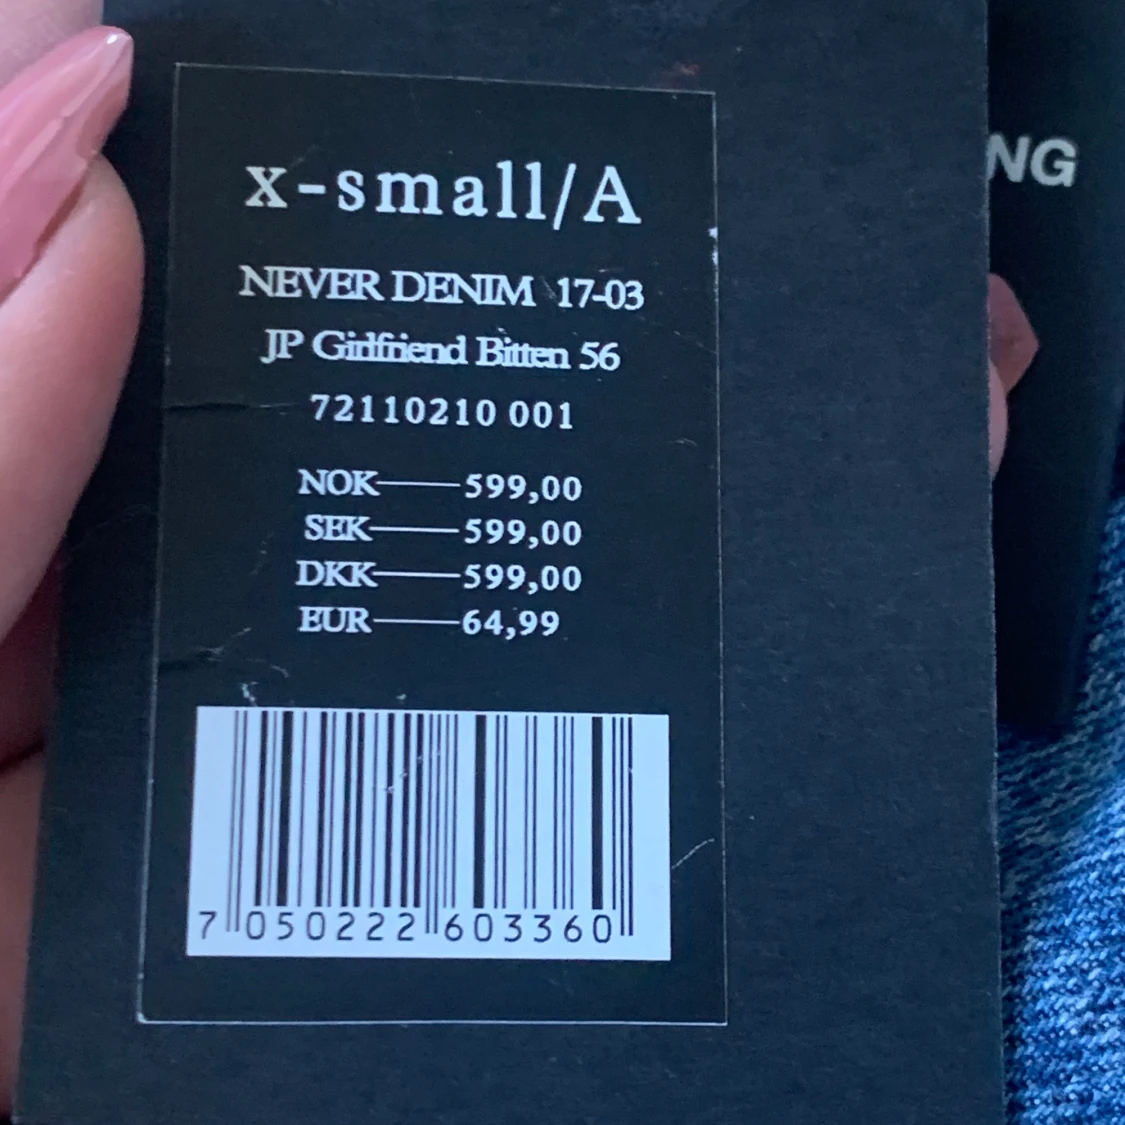 x-small/A
NEVER DENIM 17-03
JP Girlfriend Bitten 56
72110210 001
NOK——599,00
SEK——599,00
DKK——599,00
EUR——64,99
7 050222 603360
NG